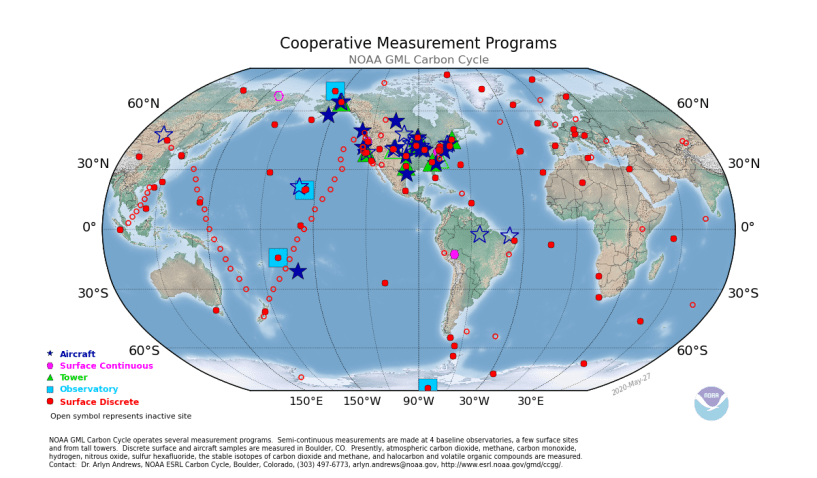 Cooperative Measurement Programs
NOAA GML Carbon Cycle
60°N 60°N
30°N 30°N
0° 0°
30°S 30°S
60°S 60°S
150°E 150°W 90°W 30°W 30°E
2020-May-27
noaa
Aircraft
Surface Continuous
Tower
Observatory
Surface Discrete
Open symbol represents inactive site
NOAA GML Carbon Cycle operates several measurement programs. Semi-continuous measurements are made at 4 baseline observatories, a few surface sites
and from tall towers. Discrete surface and aircraft samples are measured in Boulder, CO. Presently, atmospheric carbon dioxide, methane, carbon monoxide,
hydrogen, nitrous oxide, sulfur hexafluoride, the stable isotopes of carbon dioxide and methane, and halocarbon and volatile organic compounds are measured.
Contact: Dr. Arlyn Andrews, NOAA ESRL Carbon Cycle, Boulder, Colorado, (303) 497-6773, arlyn.andrews@noaa.gov, http://www.esrl.noaa.gov/gmd/ccgg/.